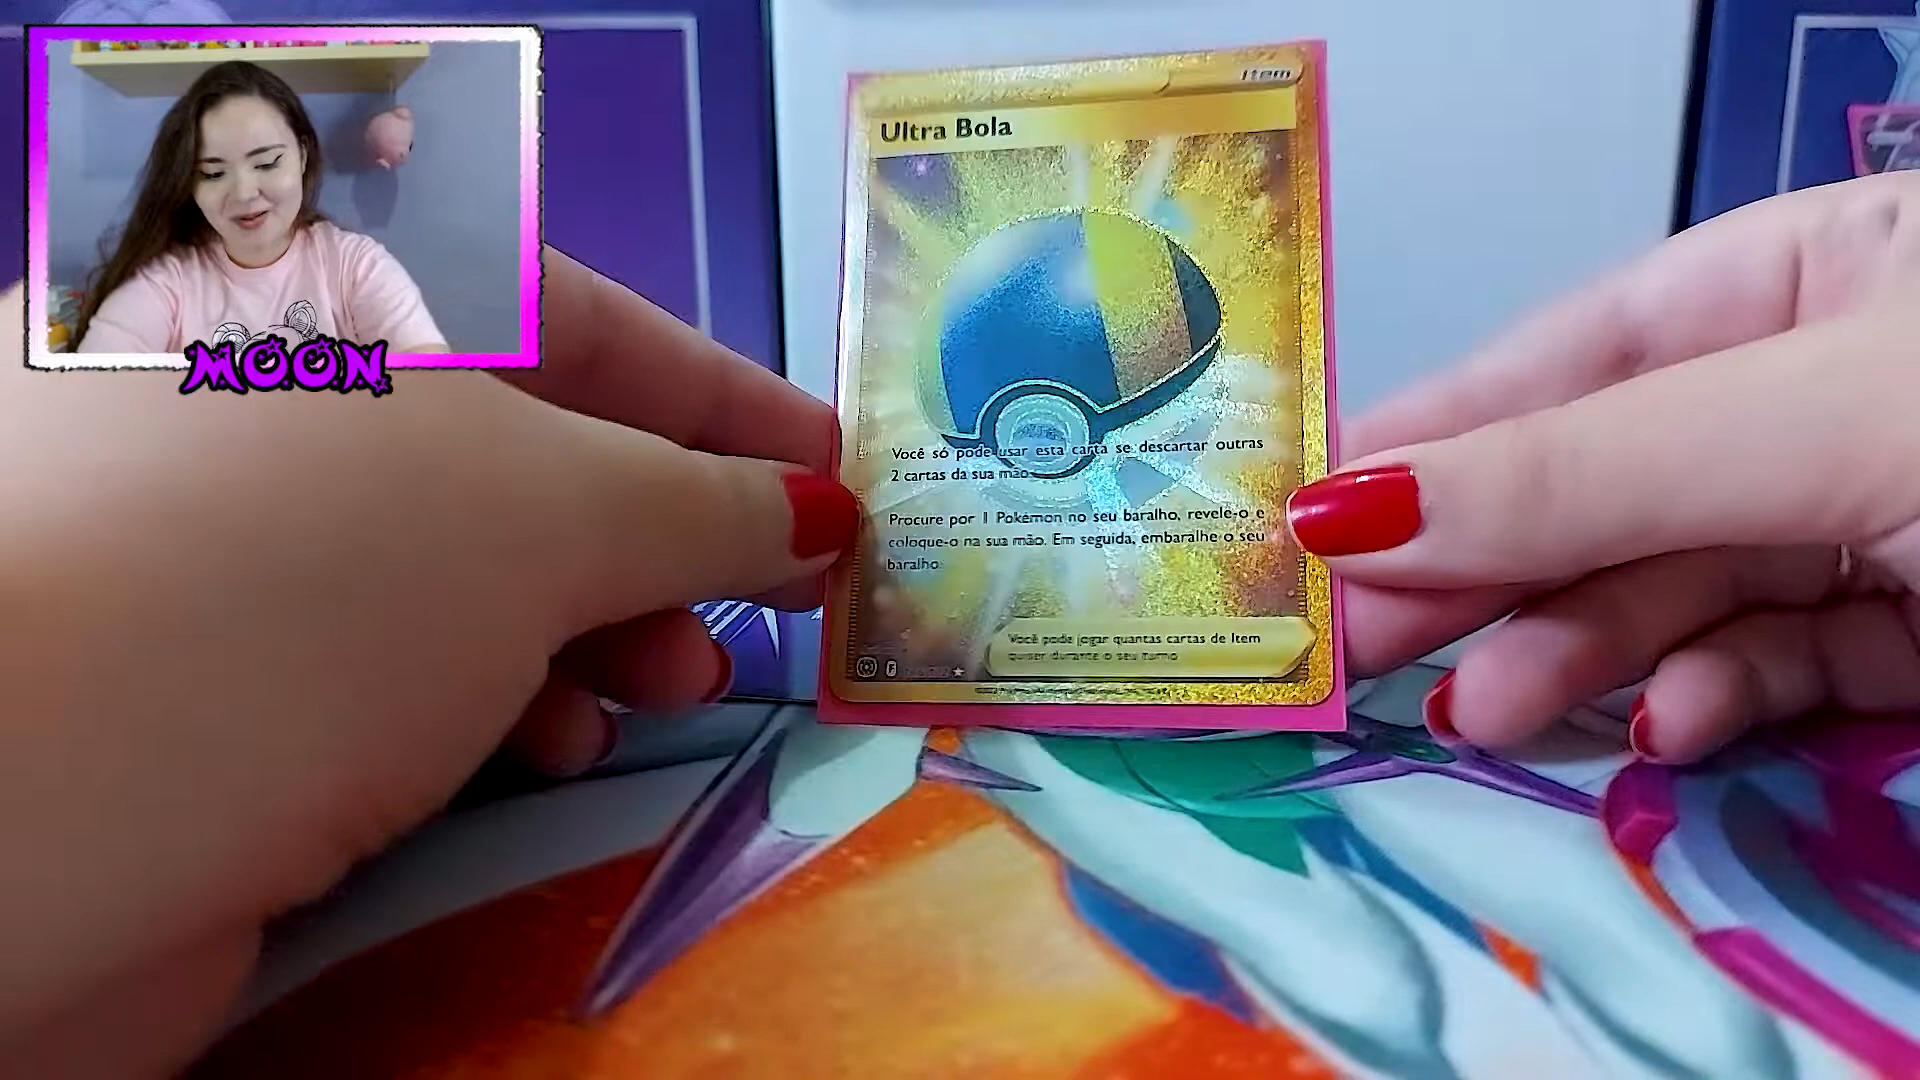 MOON
Item
Ultra Bola
Você só pode usar esta carta se descartar outras
2 cartas da sua mão.
Procure por 1 Pokémon no seu baralho, revele-o e
coloque-o na sua mão. Em seguida, embaralhe o seu
baralho.
Você pode jogar quantas cartas de Item
quiser durante o seu turno.
F